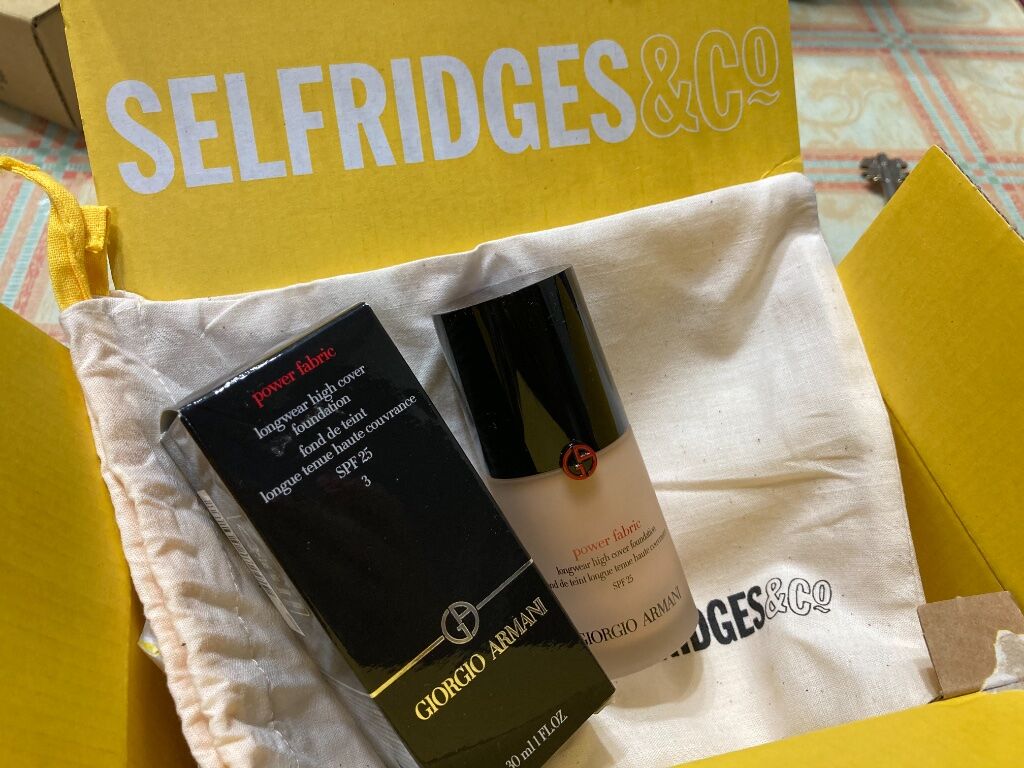 SELFRIDGES&Co
power fabric
longwear high cover
foundation
fond de teint
longue tenue haute couvrance
SPF 25
3
GIORGIO ARMANI
30 ml 1 FL.OZ
power fabric
longwear high cover foundation
fond de teint longue tenue haute couvrance
SPF 25
GIORGIO ARMANI
RIDGES&Co